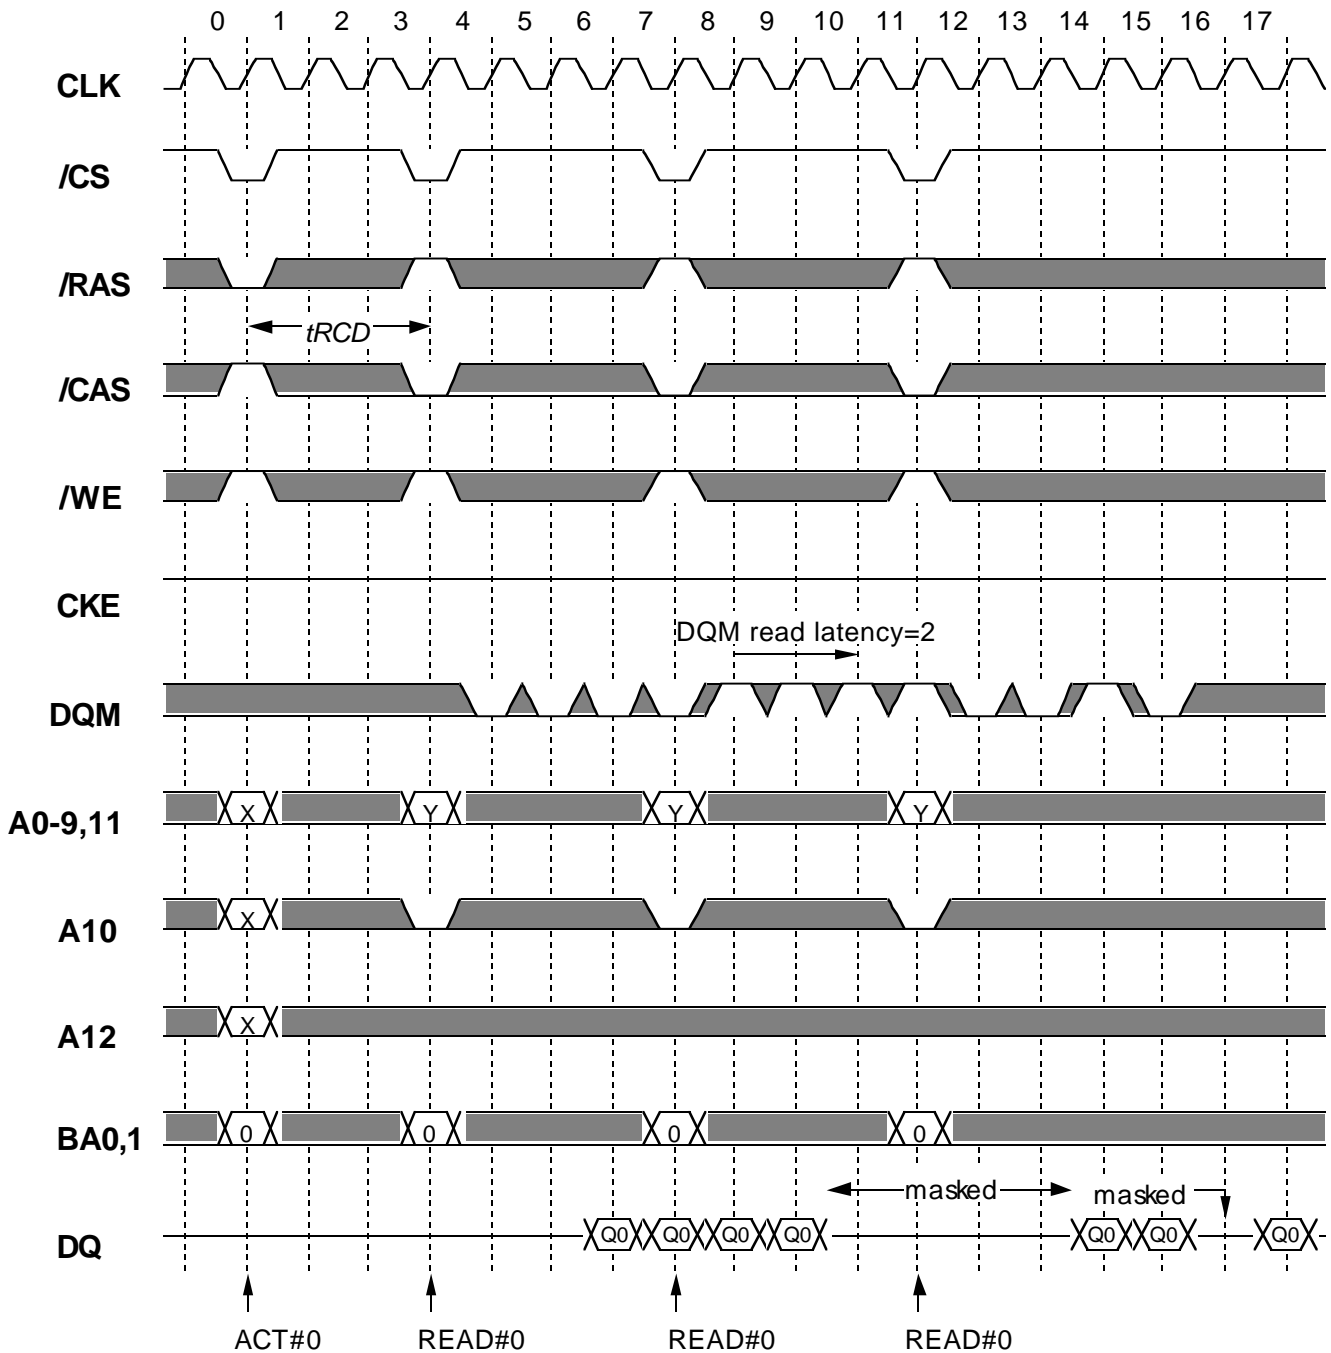 0 1 2 3 4 5 6 7 8 9 10 11 12 13 14 15 16 17
CLK
/CS
/RAS
tRCD
/CAS
/WE
CKE
DQM read latency=2
DQM
A0-9,11 X Y Y Y
A10 X
A12 X
BA0,1 0 0 0 0
masked masked
DQ Q0 Q0 Q0 Q0 Q0 Q0 Q0
ACT#0 READ#0 READ#0 READ#0